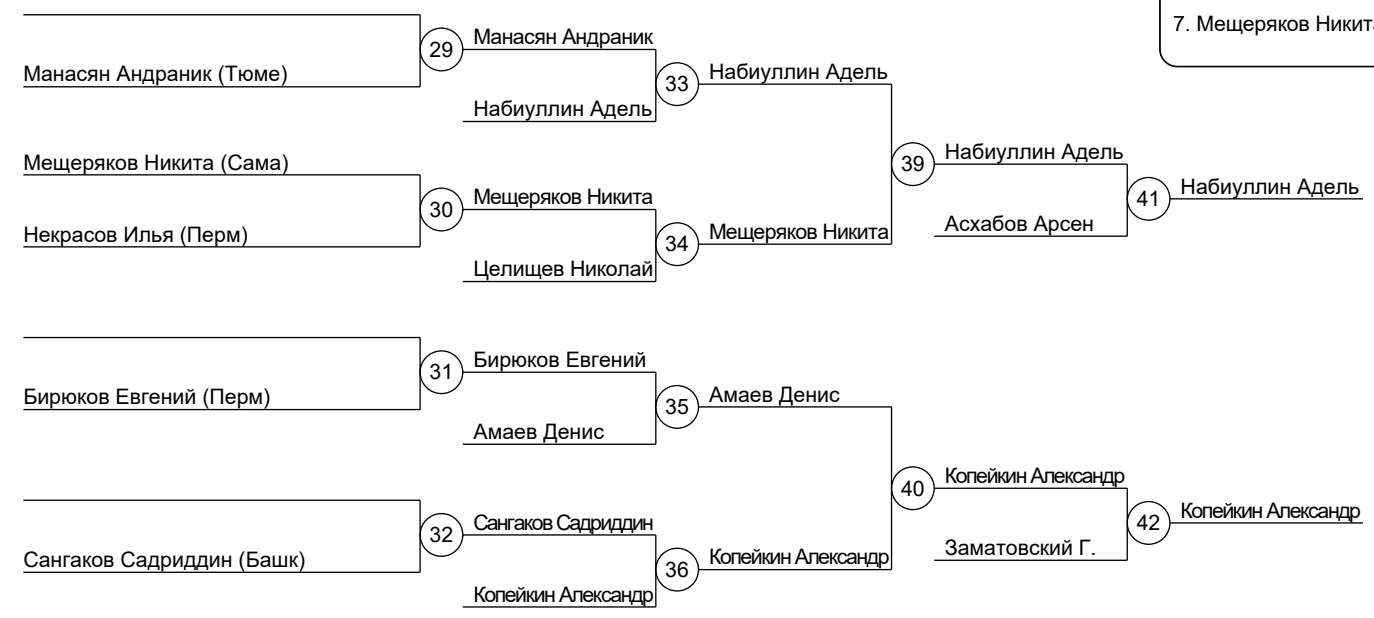 7. Мещеряков Никита
29
Манасян Андраник
Манасян Андраник (Тюме)
33
Набиуллин Адель
Набиуллин Адель
Мещеряков Никита (Сама)
39
Набиуллин Адель
30
Мещеряков Никита
41
Набиуллин Адель
Некрасов Илья (Перм)
34
Мещеряков Никита
Асхабов Арсен
Целищев Николай
31
Бирюков Евгений
Бирюков Евгений (Перм)
35
Амаев Денис
Амаев Денис
40
Копейкин Александр
32
Сангаков Садриддин
42
Копейкин Александр
Сангаков Садриддин (Башк)
36
Копейкин Александр
Заматовский Г.
Копейкин Александр